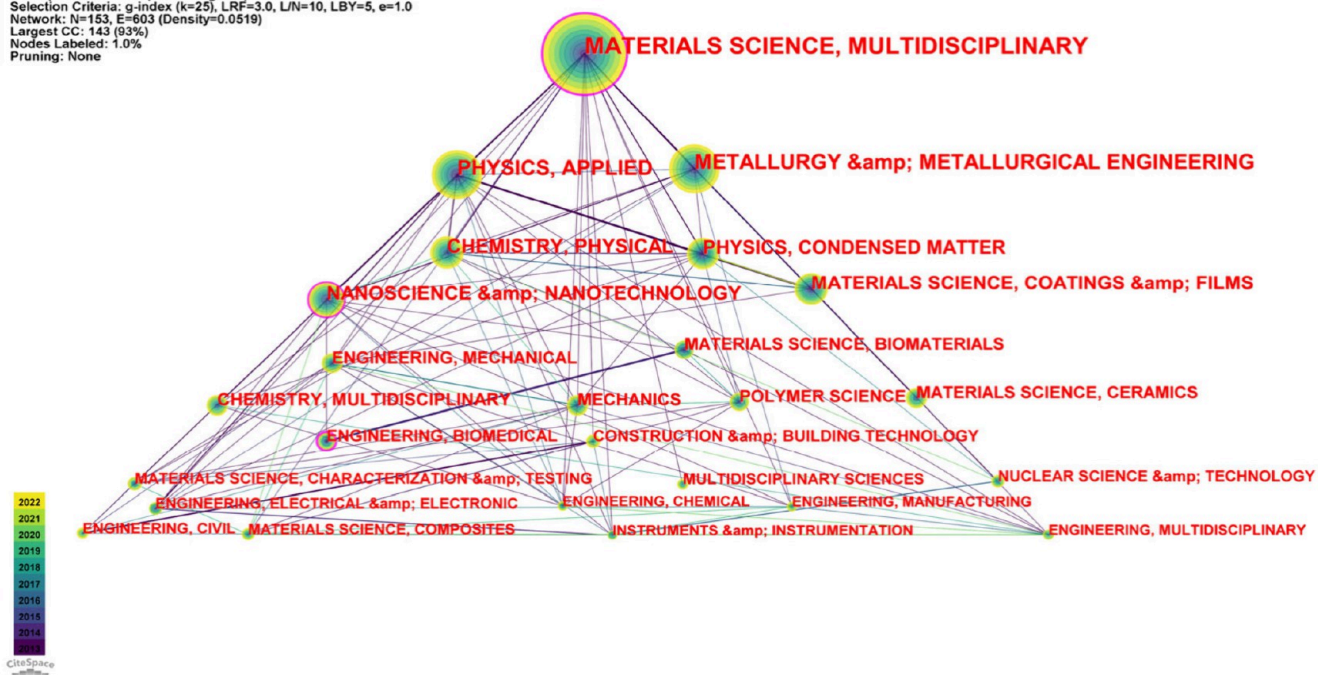 Selection Criteria: g-index (k=25), LRF=3.0, L/N=10, LBY=5, e=1.0
Network: N=153, E=603 (Density=0.0519)
Largest CC: 143 (93%)
Nodes Labeled: 1.0%
Pruning: None
MATERIALS SCIENCE, MULTIDISCIPLINARY
PHYSICS, APPLIED
METALLURGY &amp; METALLURGICAL ENGINEERING
CHEMISTRY, PHYSICAL
PHYSICS, CONDENSED MATTER
NANOSCIENCE &amp; NANOTECHNOLOGY
MATERIALS SCIENCE, COATINGS &amp; FILMS
ENGINEERING, MECHANICAL
MATERIALS SCIENCE, BIOMATERIALS
CHEMISTRY, MULTIDISCIPLINARY
MECHANICS
POLYMER SCIENCE
MATERIALS SCIENCE, CERAMICS
ENGINEERING, BIOMEDICAL
CONSTRUCTION &amp; BUILDING TECHNOLOGY
MATERIALS SCIENCE, CHARACTERIZATION &amp; TESTING
MULTIDISCIPLINARY SCIENCES
NUCLEAR SCIENCE &amp; TECHNOLOGY
ENGINEERING, ELECTRICAL &amp; ELECTRONIC
ENGINEERING, CHEMICAL
ENGINEERING, MANUFACTURING
ENGINEERING, CIVIL
MATERIALS SCIENCE, COMPOSITES
INSTRUMENTS &amp; INSTRUMENTATION
ENGINEERING, MULTIDISCIPLINARY
2022
2021
2020
2019
2018
2017
2016
2015
2014
2013
CiteSpace